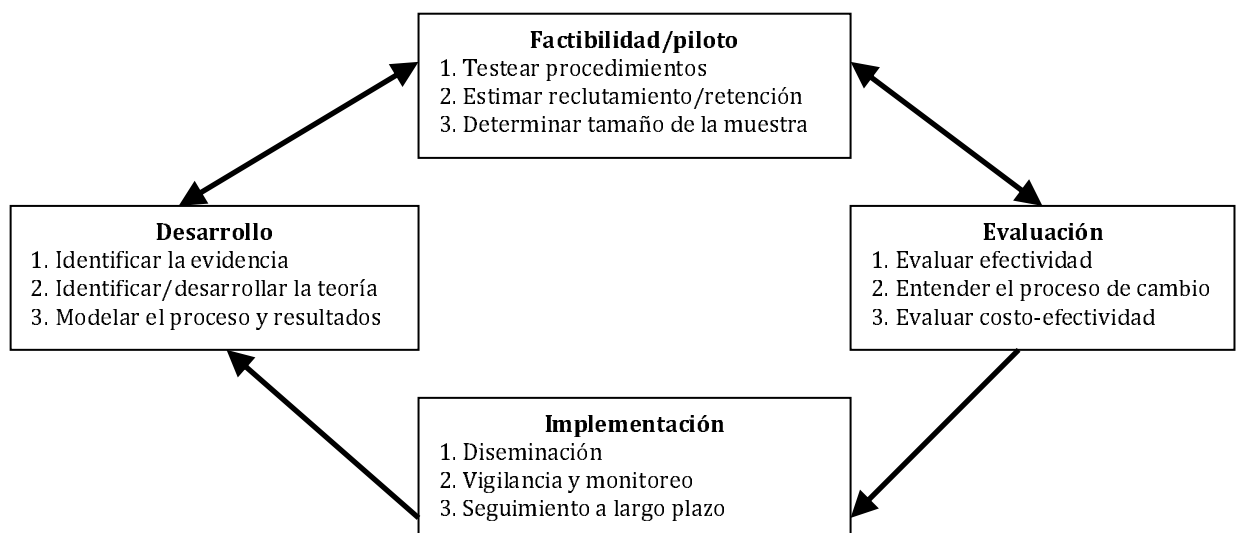 Factibilidad/piloto
1. Testear procedimientos
2. Estimar reclutamiento/retención
3. Determinar tamaño de la muestra
Desarrollo
1. Identificar la evidencia
2. Identificar/desarrollar la teoría
3. Modelar el proceso y resultados
Evaluación
1. Evaluar efectividad
2. Entender el proceso de cambio
3. Evaluar costo-efectividad
Implementación
1. Diseminación
2. Vigilancia y monitoreo
3. Seguimiento a largo plazo